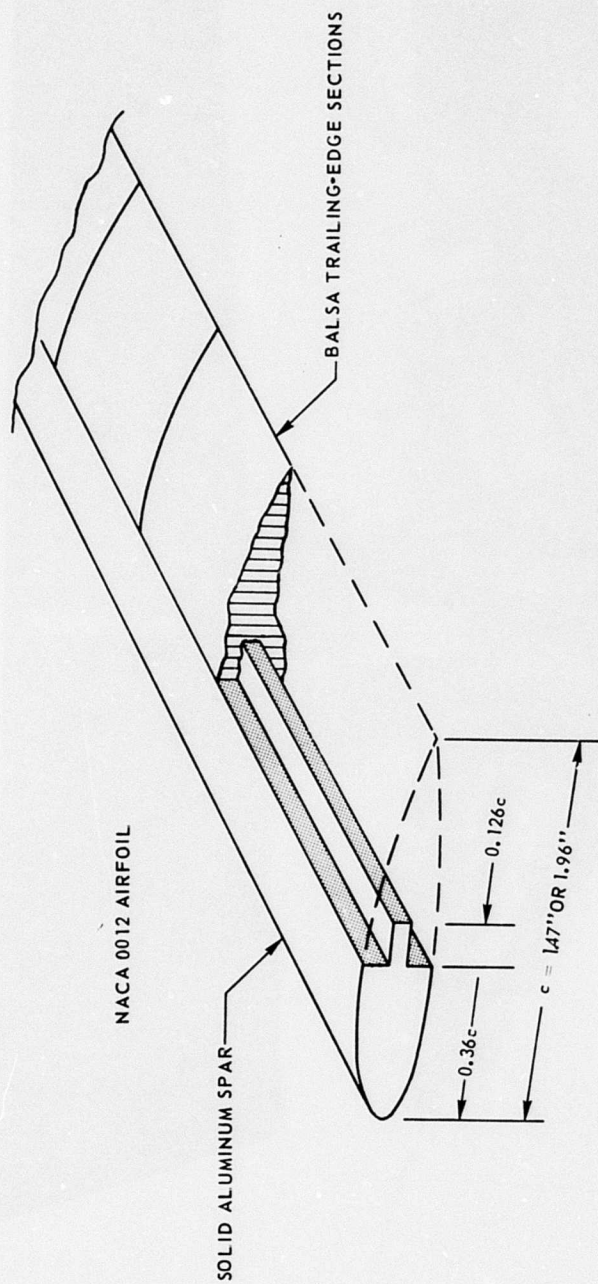 NACA 0012 AIRFOIL
SOLID ALUMINUM SPAR
BALSA TRAILING-EDGE SECTIONS
0.36c
0.126c
c = 1.47" OR 1.96"